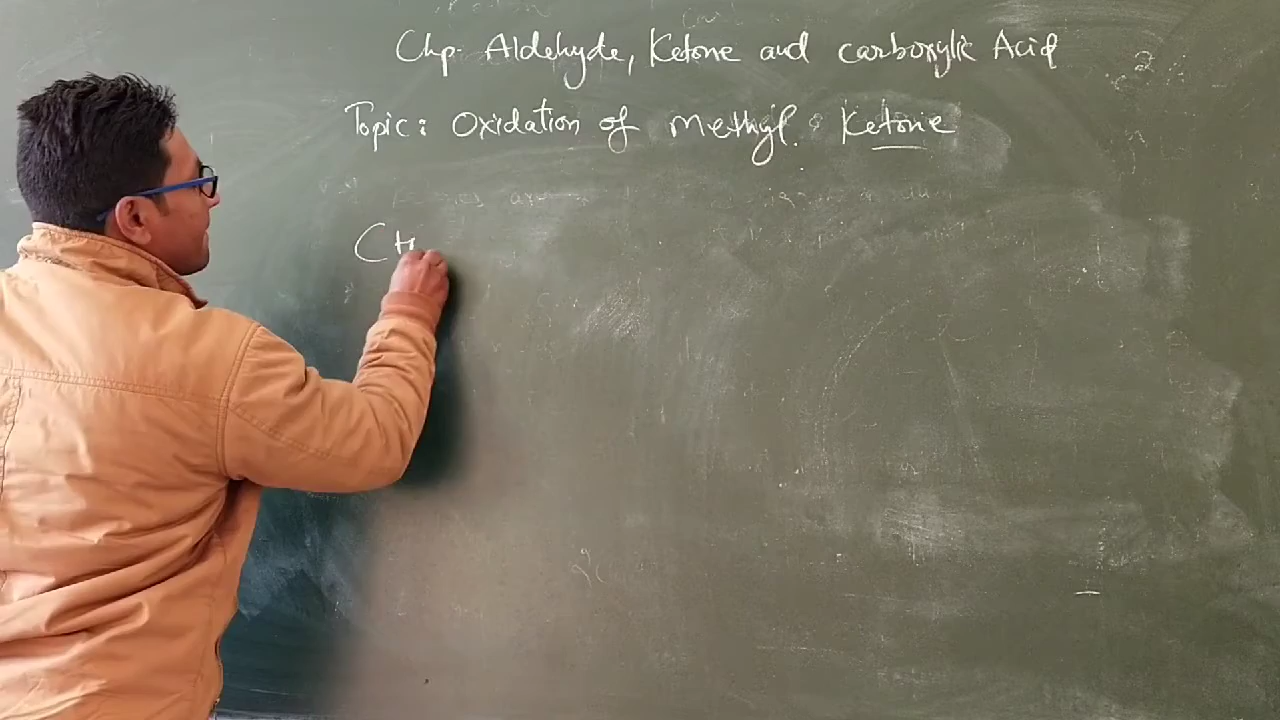 Chp- Aldehyde, Ketone and carboxylic Acid
Topic: Oxidation of Methyl. Ketone
CH